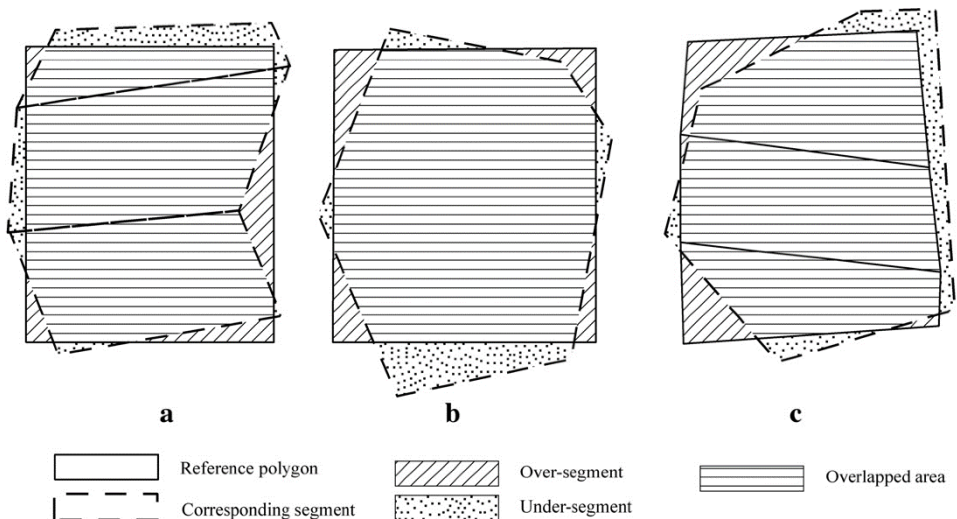 a
b
c
Reference polygon
Over-segment
Overlapped area
Corresponding segment
Under-segment